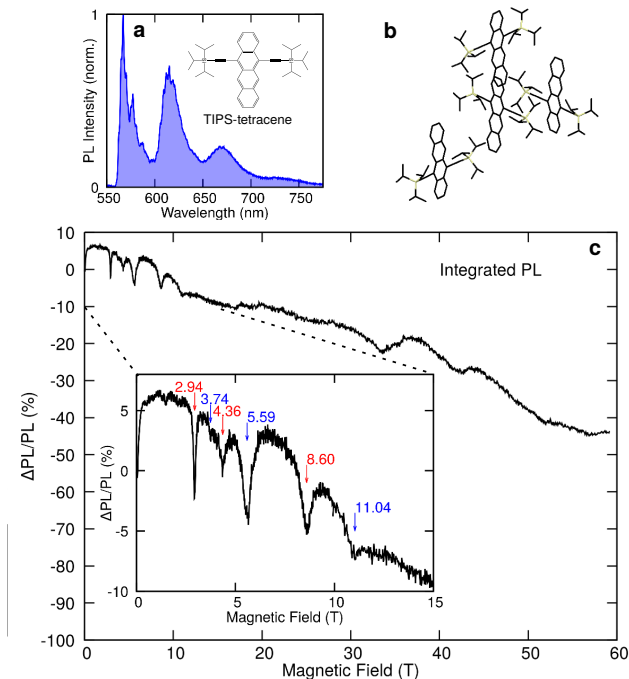 a
b
1
0
PL Intensity (norm.)
TIPS-tetracene
550 600 650 700 750
Wavelength (nm)
c
Integrated PL
10
0
-10
-20
-30
-40
-50
-60
-70
-80
-90
-100
ΔPL/PL (%)
0 10 20 30 40 50 60
Magnetic Field (T)
5
0
-5
-10
ΔPL/PL (%)
2.94
3.74
4.36
5.59
8.60
11.04
0 5 10 15
Magnetic Field (T)